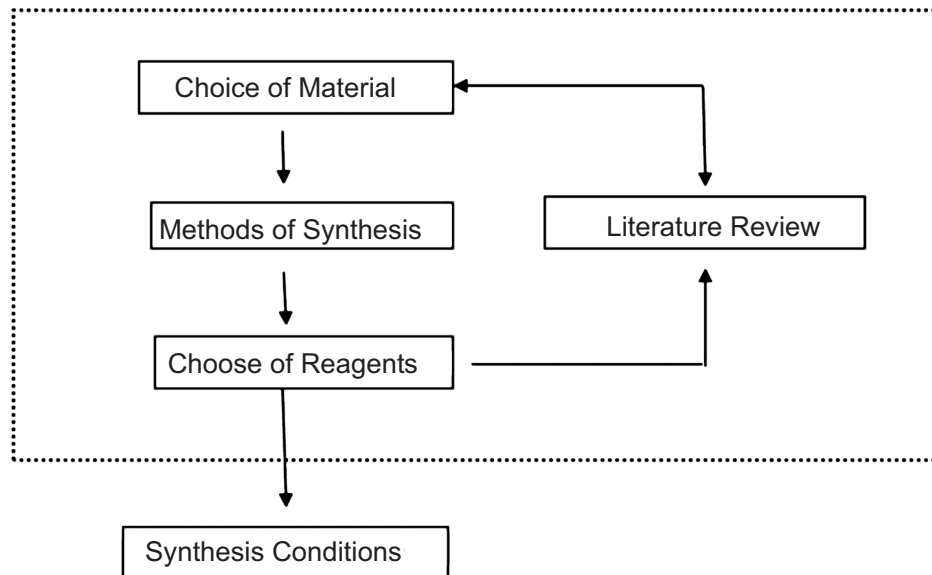 Choice of Material
Methods of Synthesis
Literature Review
Choose of Reagents
Synthesis Conditions